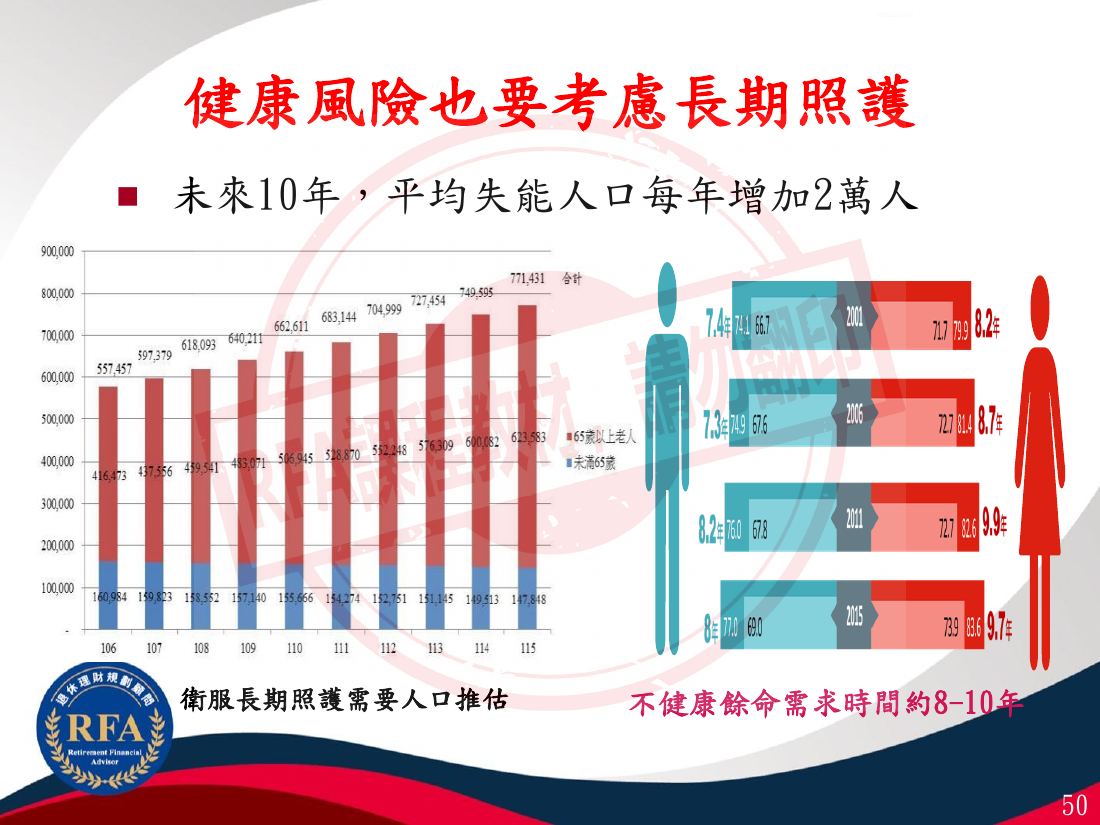 健康風險也要考慮長期照護
■ 未來10年，平均失能人口每年增加2萬人
900,000
800,000
700,000
600,000
500,000
400,000
300,000
200,000
100,000
-
557,457
597,379
618,093
640,211
662,611
683,144
704,999
727,454
749,595
771,431
合計
416,473
437,556
459,541
483,071
506,945
528,870
552,248
576,309
600,082
623,583
65歲以上老人
未滿65歲
160,984
159,823
158,552
157,140
155,666
154,274
152,751
151,145
149,513
147,848
106 107 108 109 110 111 112 113 114 115
7.4年 74.1 66.7 2001 71.7 79.9 8.2年
7.3年 74.9 67.6 2006 72.7 81.4 8.7年
8.2年 76.0 67.8 2011 72.7 82.6 9.9年
8年 77.0 69.0 2015 73.9 83.6 9.7年
RFA課程教材 請勿翻印
衛服長期照護需要人口推估
不健康餘命需求時間約8-10年
退休理財規劃顧問
RFA
Retirement Financial
Advisor
50